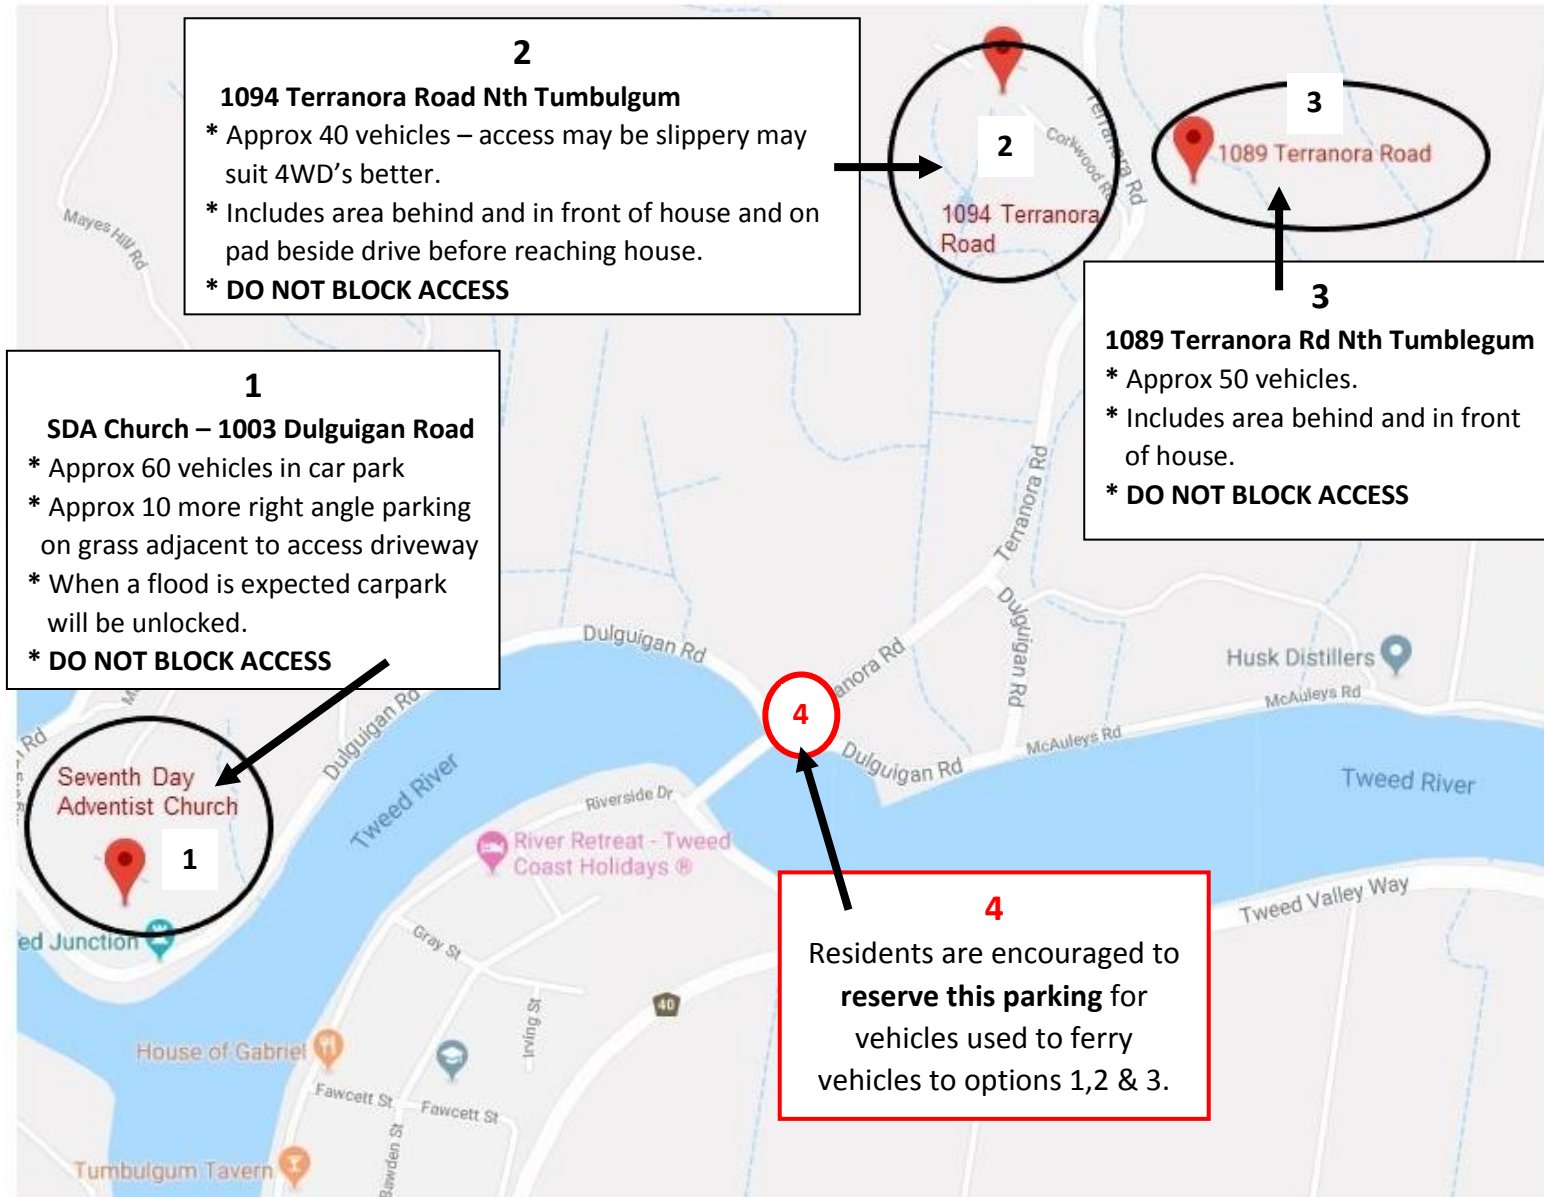 2
1094 Terranora Road Nth Tumbulgum
* Approx 40 vehicles – access may be slippery may
suit 4WD's better.
* Includes area behind and in front of house and on
pad beside drive before reaching house.
* DO NOT BLOCK ACCESS
2
Corkwood Rd
Terranora Rd
1094 Terranora
Road
3
1089 Terranora Road
3
1089 Terranora Rd Nth Tumblegum
* Approx 50 vehicles.
* Includes area behind and in front
of house.
* DO NOT BLOCK ACCESS
Mayes Hill Rd
1
SDA Church – 1003 Dulguigan Road
* Approx 60 vehicles in car park
* Approx 10 more right angle parking
on grass adjacent to access driveway
* When a flood is expected carpark
will be unlocked.
* DO NOT BLOCK ACCESS
Terranora Rd
Dulguigan Rd
Dulguigan Rd
anora Rd
Husk Distillers
McAuleys Rd
4
Dulguigan Rd
McAuleys Rd
Dulguigan Rd
Rd
Seventh Day
Adventist Church
1
Tweed River
Tweed River
Riverside Dr
River Retreat - Tweed
Coast Holidays ®
ed Junction
Gray St
Irving St
40
4
Residents are encouraged to
reserve this parking for
vehicles used to ferry
vehicles to options 1,2 & 3.
Tweed Valley Way
House of Gabriel
Fawcett St
Fawcett St
Bawden St
Tumbulgum Tavern